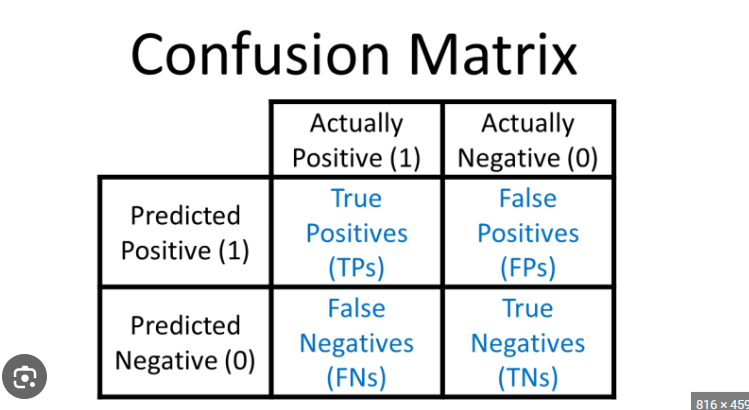 Confusion Matrix
Actually
Positive (1)
Actually
Negative (0)
Predicted
Positive (1)
True
Positives
(TPs)
False
Positives
(FPs)
Predicted
Negative (0)
False
Negatives
(FNs)
True
Negatives
(TNs)
816 × 459